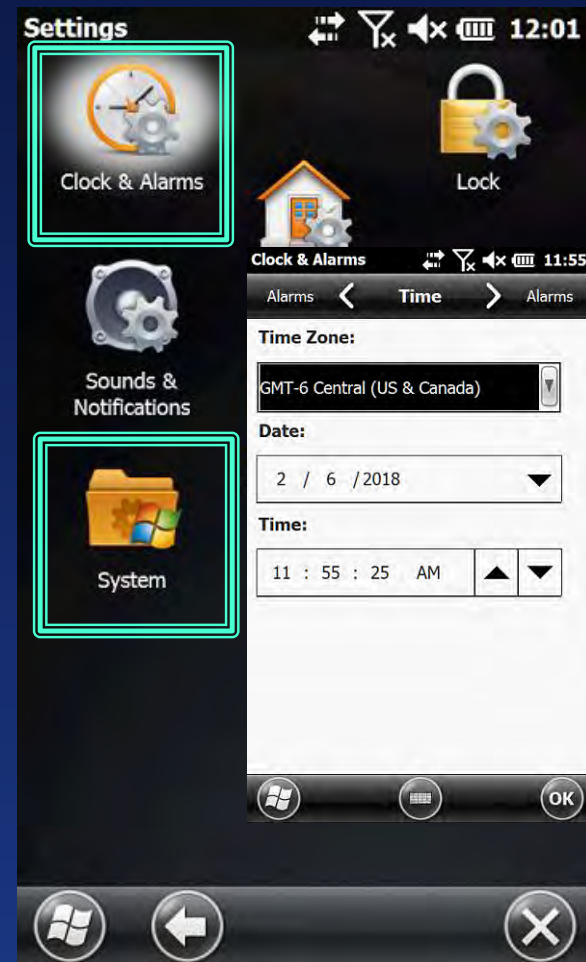 Settings 12:01
Clock & Alarms
Lock
Sounds &
Notifications
System
Clock & Alarms 11:55
Alarms Time Alarms
Time Zone:
GMT-6 Central (US & Canada)
Date:
2 / 6 / 2018
Time:
11 : 55 : 25 AM
OK